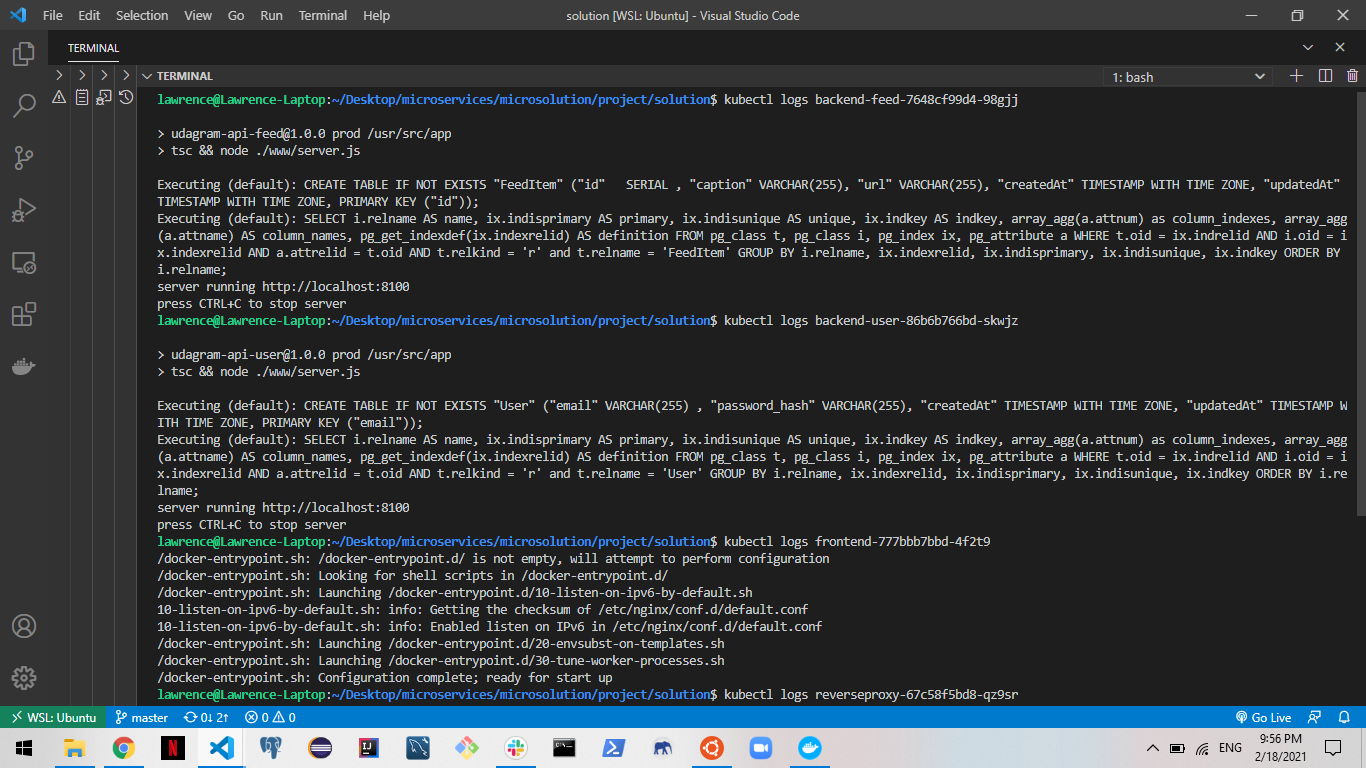 File Edit Selection View Go Run Terminal Help
solution [WSL: Ubuntu] - Visual Studio Code
TERMINAL
TERMINAL
1: bash
lawrence@Lawrence-Laptop:~/Desktop/microservices/microsolution/project/solution$ kubectl logs backend-feed-7648cf99d4-98gjj
> udagram-api-feed@1.0.0 prod /usr/src/app
> tsc && node ./www/server.js
Executing (default): CREATE TABLE IF NOT EXISTS "FeedItem" ("id"   SERIAL , "caption" VARCHAR(255), "url" VARCHAR(255), "createdAt" TIMESTAMP WITH TIME ZONE, "updatedAt"
TIMESTAMP WITH TIME ZONE, PRIMARY KEY ("id"));
Executing (default): SELECT i.relname AS name, ix.indisprimary AS primary, ix.indisunique AS unique, ix.indkey AS indkey, array_agg(a.attnum) as column_indexes, array_agg
(a.attname) AS column_names, pg_get_indexdef(ix.indexrelid) AS definition FROM pg_class t, pg_class i, pg_index ix, pg_attribute a WHERE t.oid = ix.indrelid AND i.oid = i
x.indexrelid AND a.attrelid = t.oid AND t.relkind = 'r' and t.relname = 'FeedItem' GROUP BY i.relname, ix.indexrelid, ix.indisprimary, ix.indisunique, ix.indkey ORDER BY
i.relname;
server running http://localhost:8100
press CTRL+C to stop server
lawrence@Lawrence-Laptop:~/Desktop/microservices/microsolution/project/solution$ kubectl logs backend-user-86b6b766bd-skwjz
> udagram-api-user@1.0.0 prod /usr/src/app
> tsc && node ./www/server.js
Executing (default): CREATE TABLE IF NOT EXISTS "User" ("email" VARCHAR(255) , "password_hash" VARCHAR(255), "createdAt" TIMESTAMP WITH TIME ZONE, "updatedAt" TIMESTAMP W
ITH TIME ZONE, PRIMARY KEY ("email"));
Executing (default): SELECT i.relname AS name, ix.indisprimary AS primary, ix.indisunique AS unique, ix.indkey AS indkey, array_agg(a.attnum) as column_indexes, array_agg
(a.attname) AS column_names, pg_get_indexdef(ix.indexrelid) AS definition FROM pg_class t, pg_class i, pg_index ix, pg_attribute a WHERE t.oid = ix.indrelid AND i.oid = i
x.indexrelid AND a.attrelid = t.oid AND t.relkind = 'r' and t.relname = 'User' GROUP BY i.relname, ix.indexrelid, ix.indisprimary, ix.indisunique, ix.indkey ORDER BY i.re
lname;
server running http://localhost:8100
press CTRL+C to stop server
lawrence@Lawrence-Laptop:~/Desktop/microservices/microsolution/project/solution$ kubectl logs frontend-777bbb7bbd-4f2t9
/docker-entrypoint.sh: /docker-entrypoint.d/ is not empty, will attempt to perform configuration
/docker-entrypoint.sh: Looking for shell scripts in /docker-entrypoint.d/
/docker-entrypoint.sh: Launching /docker-entrypoint.d/10-listen-on-ipv6-by-default.sh
10-listen-on-ipv6-by-default.sh: info: Getting the checksum of /etc/nginx/conf.d/default.conf
10-listen-on-ipv6-by-default.sh: info: Enabled listen on IPv6 in /etc/nginx/conf.d/default.conf
/docker-entrypoint.sh: Launching /docker-entrypoint.d/20-envsubst-on-templates.sh
/docker-entrypoint.sh: Launching /docker-entrypoint.d/30-tune-worker-processes.sh
/docker-entrypoint.sh: Configuration complete; ready for start up
lawrence@Lawrence-Laptop:~/Desktop/microservices/microsolution/project/solution$ kubectl logs reverseproxy-67c58f5bd8-qz9sr
WSL: Ubuntu master 0↓ 2↑ 0 0 Go Live
ENG
9:56 PM
2/18/2021